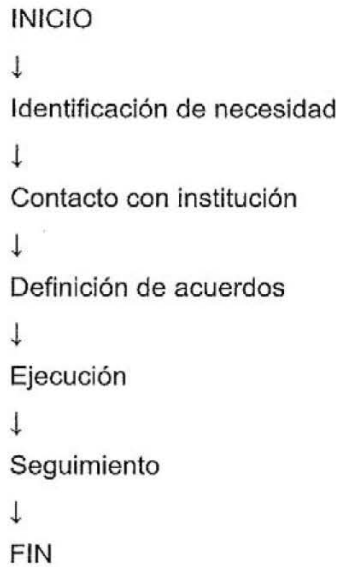 INICIO
↓
Identificación de necesidad
↓
Contacto con institución
↓
Definición de acuerdos
↓
Ejecución
↓
Seguimiento
↓
FIN